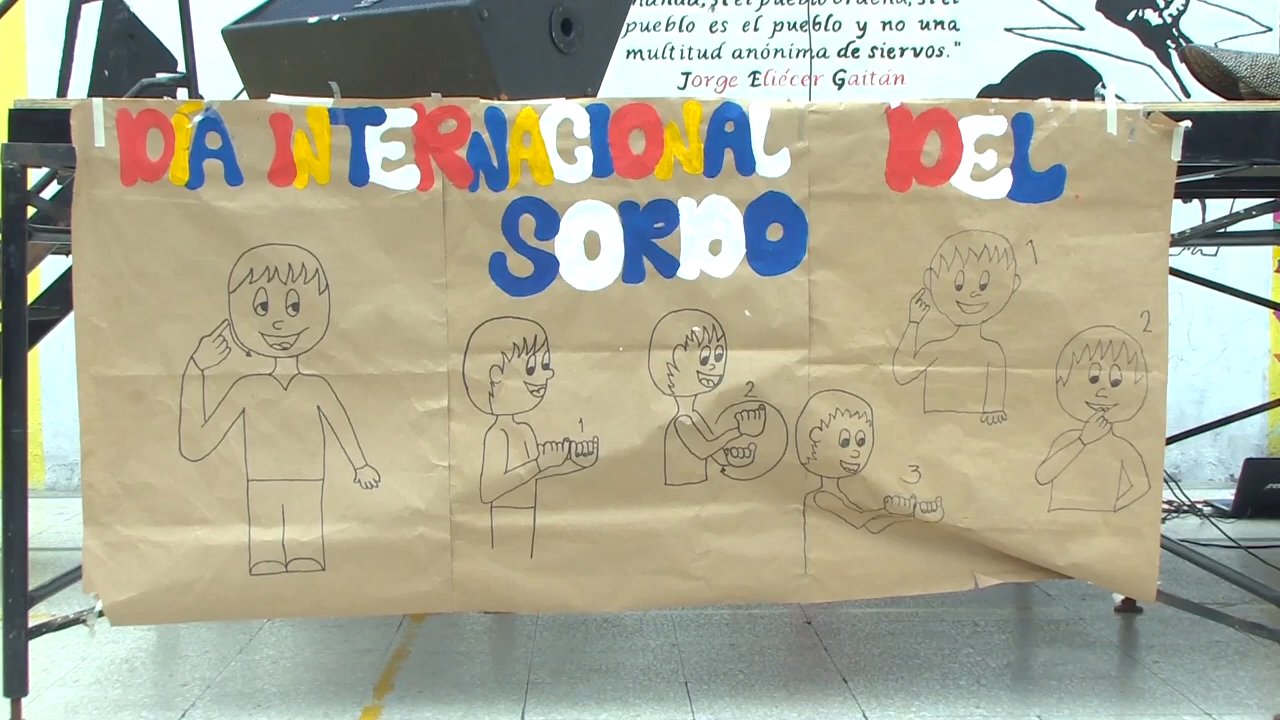 pueblo es el pueblo y no una
multitud anónima de siervos."
Jorge Eliécer Gaitán
DÍA INTERNACIONAL DEL
SORDO
1
2
1
2
3